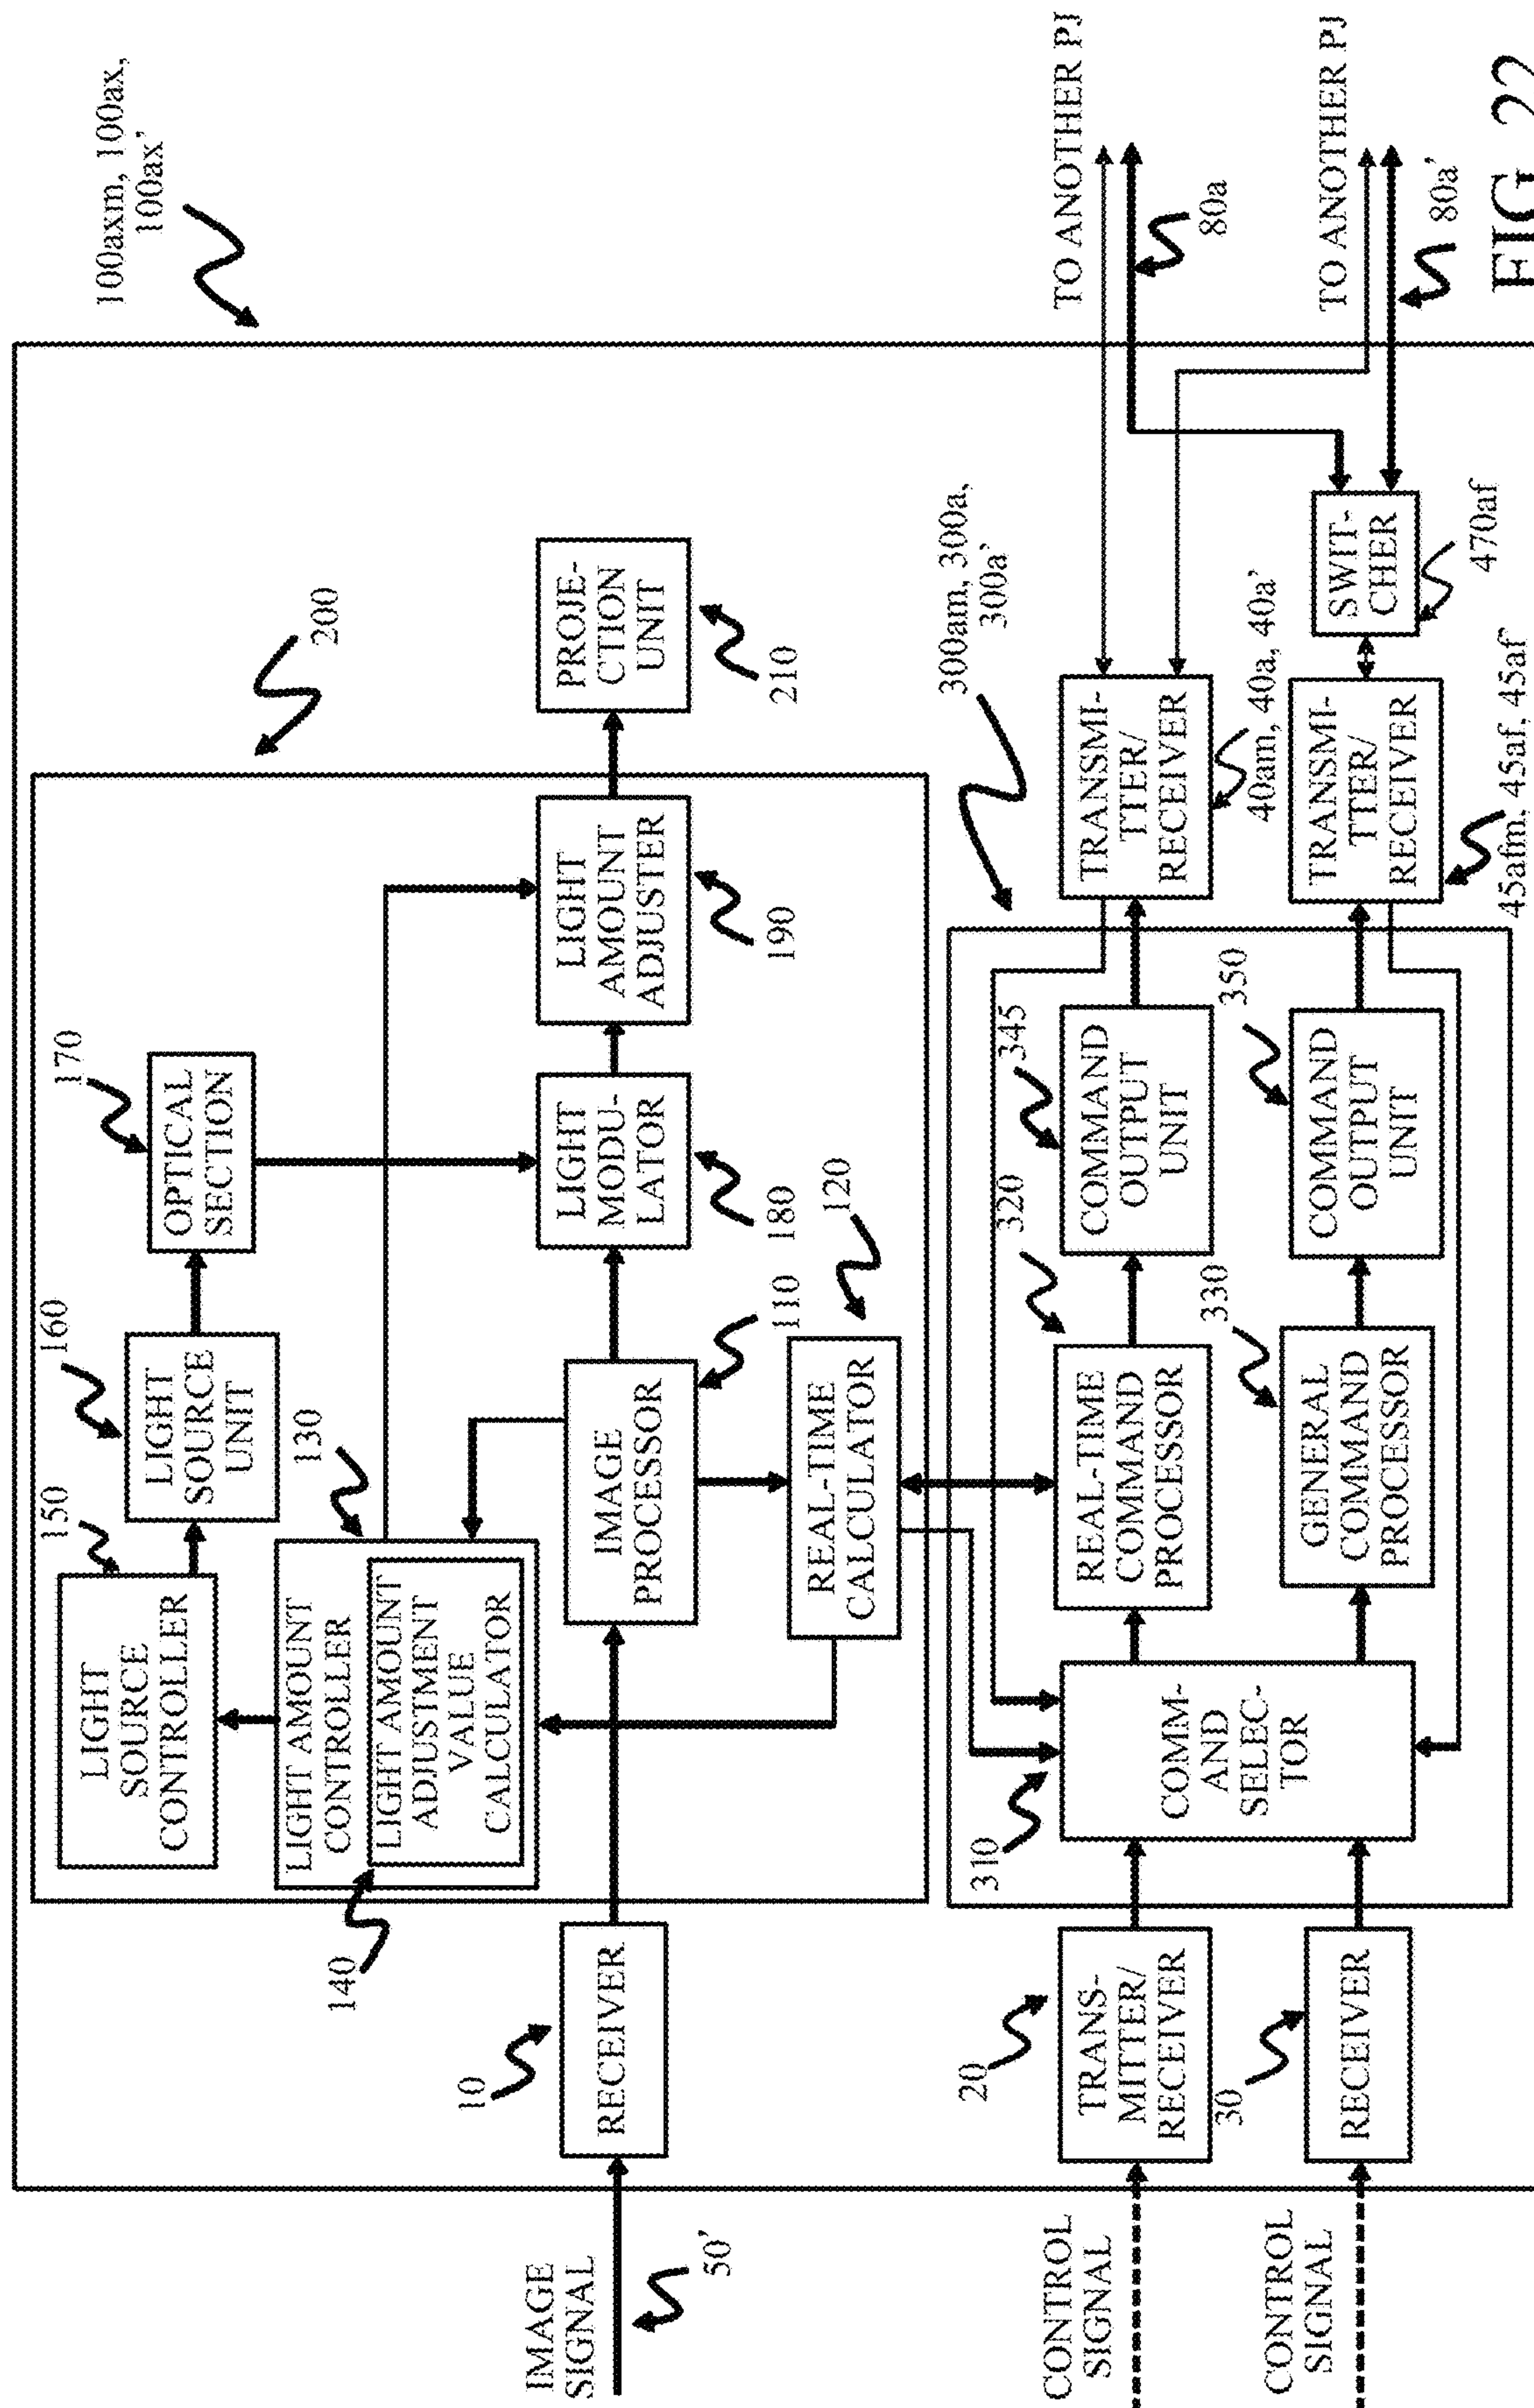 100axm, 100ax,
100ax'
150
LIGHT
SOURCE
CONTROLLER
160
LIGHT
SOURCE
UNIT
170
OPTICAL
SECTION
200
130
LIGHT AMOUNT
CONTROLLER
LIGHT AMOUNT
ADJUSTMENT
VALUE
CALCULATOR
140
10
RECEIVER
IMAGE
SIGNAL
50'
IMAGE
PROCESSOR
110
LIGHT
MODU-
LATOR
180
LIGHT
AMOUNT
ADJUSTER
190
PROJE-
CTION
UNIT
210
REAL-TIME
CALCULATOR
120
300am, 300a,
300a'
CONTROL
SIGNAL
20
TRANS-
MITTER/
RECEIVER
310
COMM-
AND
SELEC-
TOR
320
REAL-TIME
COMMAND
PROCESSOR
345
COMMAND
OUTPUT
UNIT
TRANSMI-
TTER/
RECEIVER
40am, 40a, 40a'
TO ANOTHER PJ
80a
CONTROL
SIGNAL
30
RECEIVER
330
GENERAL
COMMAND
PROCESSOR
350
COMMAND
OUTPUT
UNIT
TRANSMI-
TTER/
RECEIVER
45afm, 45af, 45af
SWIT-
CHER
470af
TO ANOTHER PJ
80a'
FIG. 22